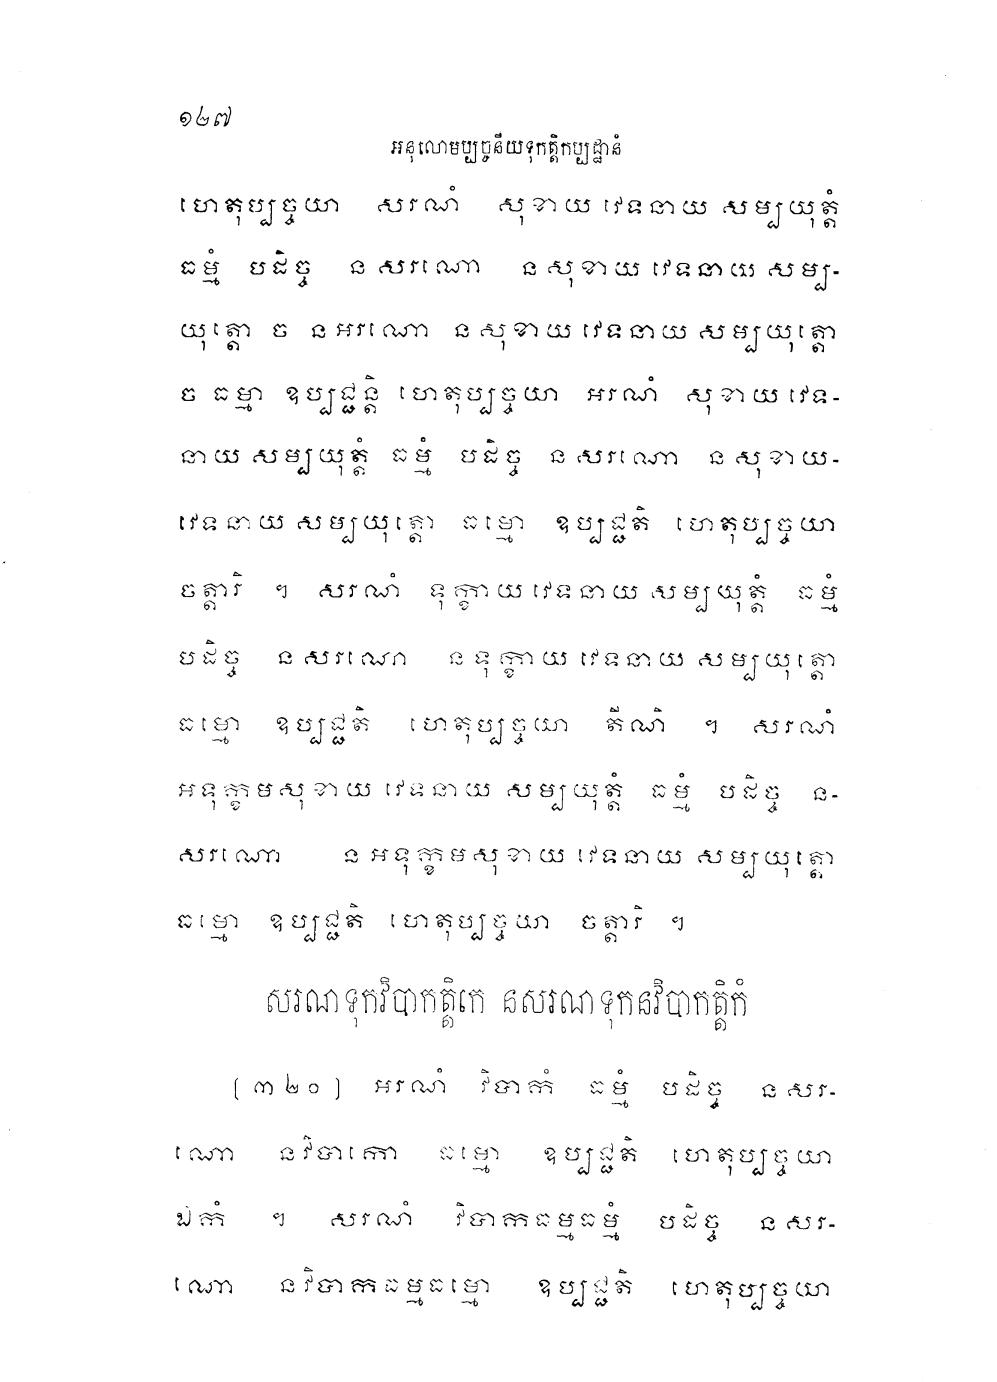 ១២៧
អនុលោមប្បច្ចនីយទុកត្តិកប្បដ្ឋានំ
ហេតុប្បច្ចយា សរណំ សុខាយ វេទនាយ សម្បយុត្តំ
ធម្មំ បដិច្ច ន សរណោ ន សុខាយ វេទនាយ សម្ប-
យុត្តោ ច ន អរណោ ន សុខាយ វេទនាយ សម្បយុត្តោ
ច ធម្មា ឧប្បជ្ជន្តិ ហេតុប្បច្ចយា អរណំ សុខាយ វេទ-
នាយ សម្បយុត្តំ ធម្មំ បដិច្ច ន សរណោ ន សុខាយ-
វេទនាយ សម្បយុត្តោ ធម្មោ ឧប្បជ្ជតិ ហេតុប្បច្ចយា
ចត្តារិ ។ សរណំ ទុក្ខាយ វេទនាយ សម្បយុត្តំ ធម្មំ
បដិច្ច ន សរណោ ន ទុក្ខាយ វេទនាយ សម្បយុត្តោ
ធម្មោ ឧប្បជ្ជតិ ហេតុប្បច្ចយា តីណិ ។ សរណំ
អទុក្ខមសុខាយ វេទនាយ សម្បយុត្តំ ធម្មំ បដិច្ច ន-
សរណោ ន អទុក្ខមសុខាយ វេទនាយ សម្បយុត្តោ
ធម្មោ ឧប្បជ្ជតិ ហេតុប្បច្ចយា ចត្តារិ ។
សរណទុកវិបាកត្តិកេ នសរណទុកនវិបាកត្តិកំ
[៣២០] អរណំ វិបាកំ ធម្មំ បដិច្ច ន សរ-
ណោ ន វិបាកោ ធម្មោ ឧប្បជ្ជតិ ហេតុប្បច្ចយា
ឯកំ ។ សរណំ វិបាកធម្មធម្មំ បដិច្ច ន សរ-
ណោ ន វិបាកធម្មធម្មោ ឧប្បជ្ជតិ ហេតុប្បច្ចយា